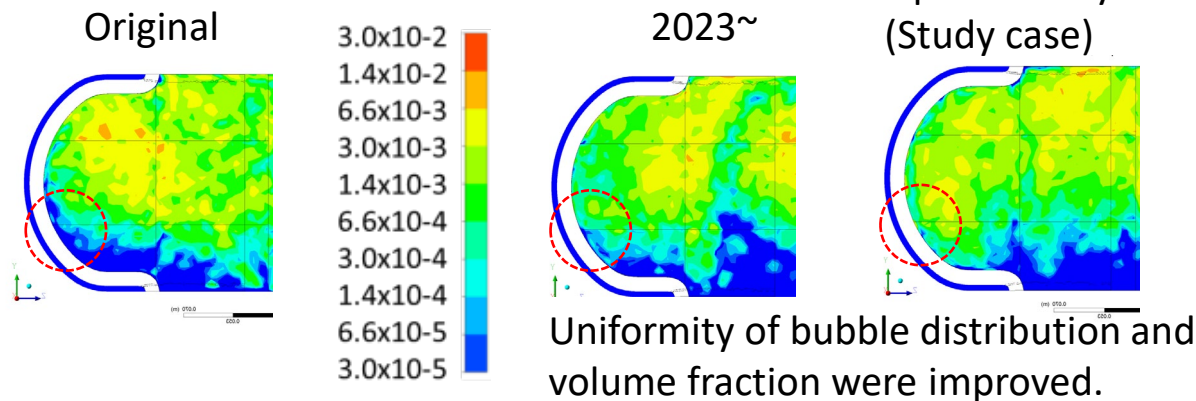 Original
2023~
(Study case)
3.0x10-2
1.4x10-2
6.6x10-3
3.0x10-3
1.4x10-3
6.6x10-4
3.0x10-4
1.4x10-4
6.6x10-5
3.0x10-5
Uniformity of bubble distribution and
volume fraction were improved.